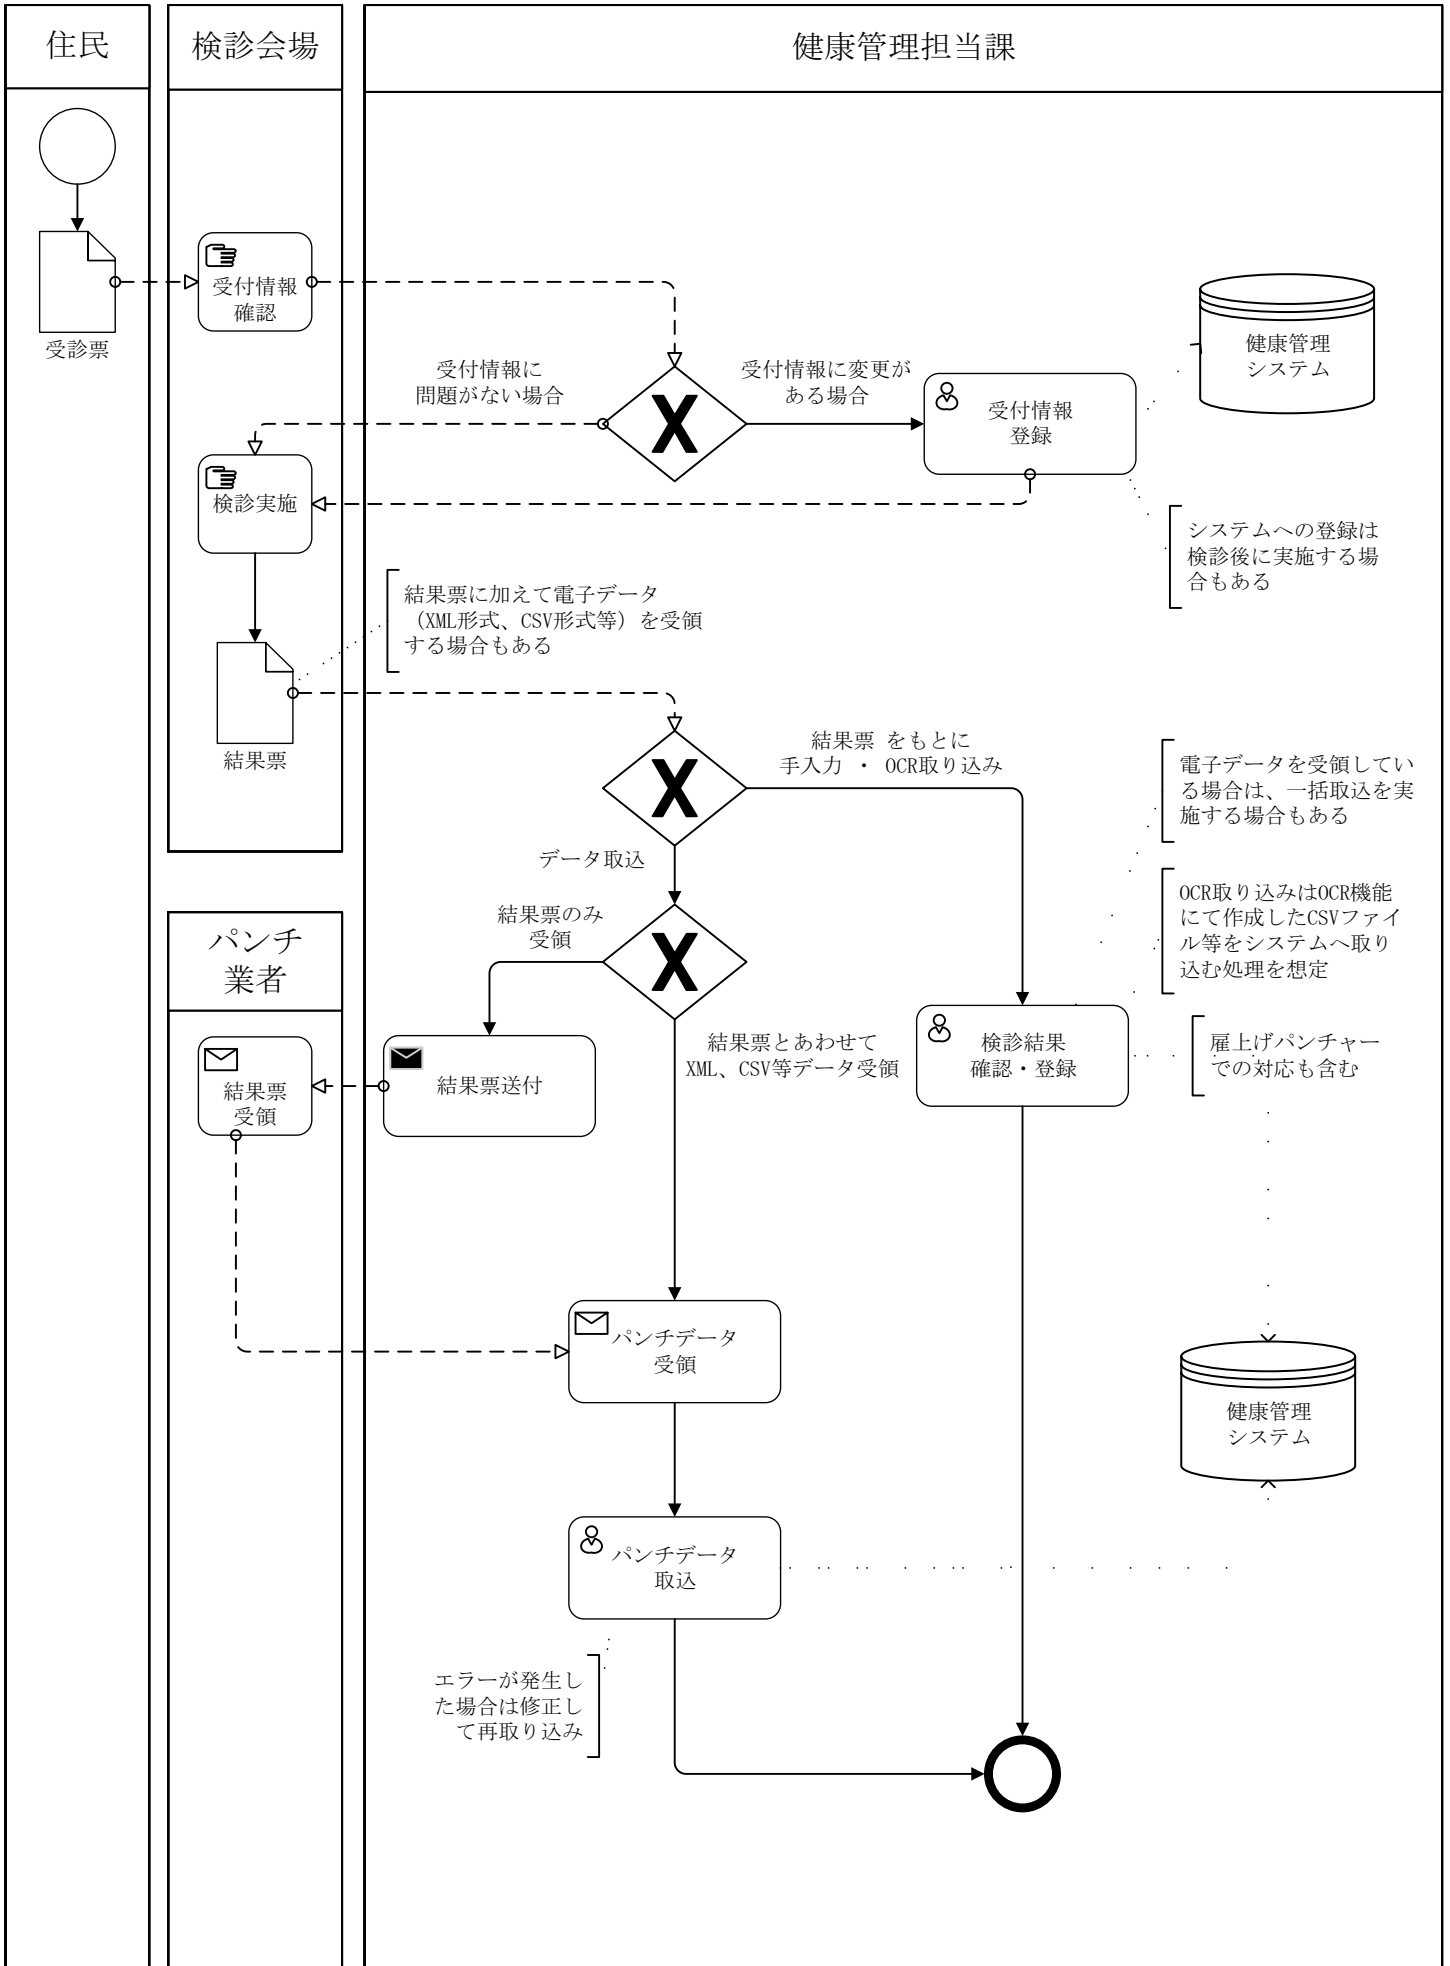 住民
検診会場
健康管理担当課
受付情報
確認
受診票
受付情報に
問題がない場合
受付情報に変更が
ある場合
受付情報
登録
健康管理
システム
検診実施
システムへの登録は
検診後に実施する場
合もある
結果票に加えて電子データ
（XML形式、CSV形式等）を受領
する場合もある
結果票
結果票 をもとに
手入力 ・ OCR取り込み
電子データを受領してい
る場合は、一括取込を実
施する場合もある
データ取込
結果票のみ
受領
OCR取り込みはOCR機能
にて作成したCSVファイ
ル等をシステムへ取り
込む処理を想定
パンチ
業者
結果票
受領
結果票送付
結果票とあわせて
XML、CSV等データ受領
検診結果
確認・登録
雇上げパンチャー
での対応も含む
パンチデータ
受領
健康管理
システム
パンチデータ
取込
エラーが発生し
た場合は修正し
て再取り込み